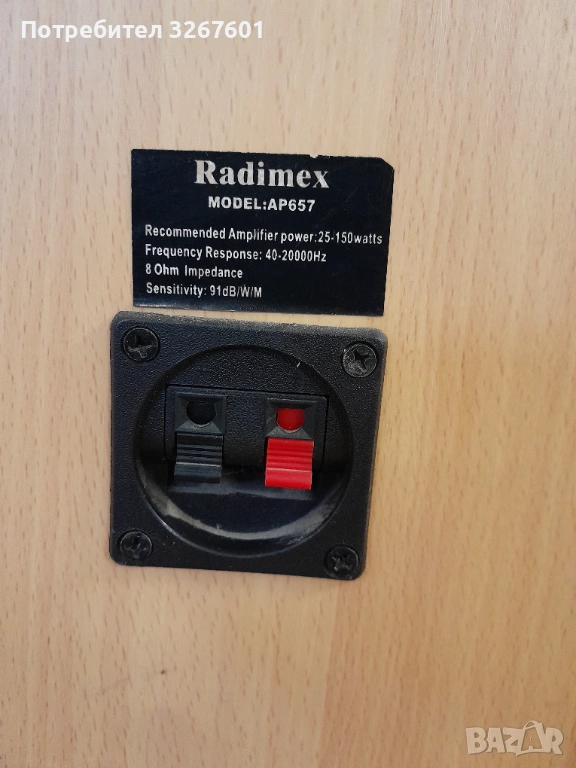 Потребител 3267601
Radimex
MODEL:AP657
Recommended Amplifier power:25-150watts
Frequency Response: 40-20000Hz
8 Ohm Impedance
Sensitivity: 91dB/W/M
BAZAR